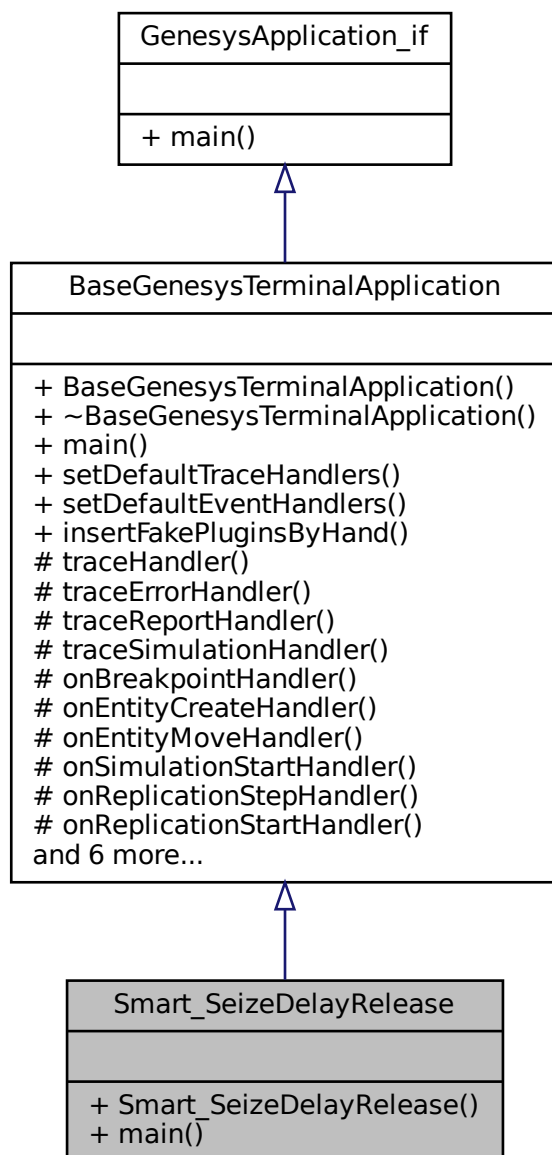 GenesysApplication_if
+ main()
BaseGenesysTerminalApplication
+ BaseGenesysTerminalApplication()
+ ~BaseGenesysTerminalApplication()
+ main()
+ setDefaultTraceHandlers()
+ setDefaultEventHandlers()
+ insertFakePluginsByHand()
# traceHandler()
# traceErrorHandler()
# traceReportHandler()
# traceSimulationHandler()
# onBreakpointHandler()
# onEntityCreateHandler()
# onEntityMoveHandler()
# onSimulationStartHandler()
# onReplicationStepHandler()
# onReplicationStartHandler()
and 6 more...
Smart_SeizeDelayRelease
+ Smart_SeizeDelayRelease()
+ main()